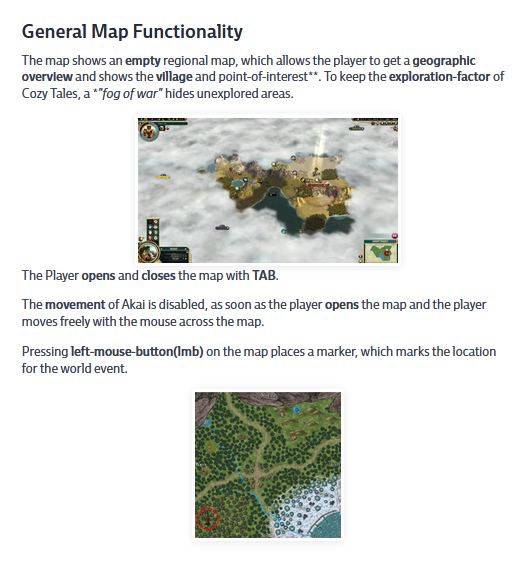 General Map Functionality
The map shows an empty regional map, which allows the player to get a geographic
overview and shows the village and point-of-interest**. To keep the exploration-factor of
Cozy Tales, a *"fog of war" hides unexplored areas.
The Player opens and closes the map with TAB.
The movement of Akai is disabled, as soon as the player opens the map and the player
moves freely with the mouse across the map.
Pressing left-mouse-button(lmb) on the map places a marker, which marks the location
for the world event.